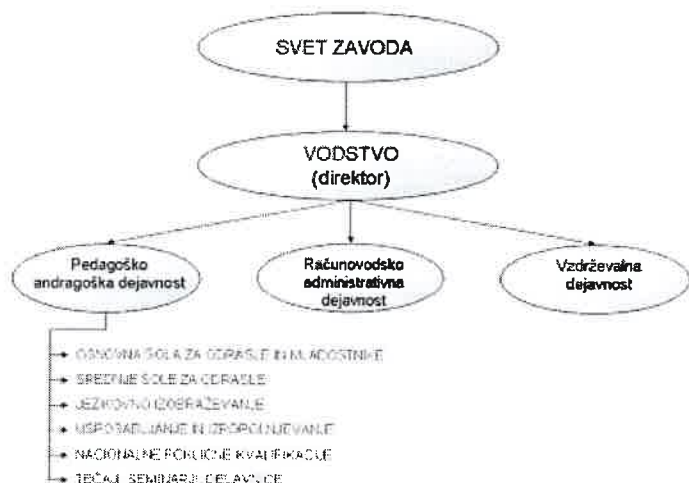 SVET ZAVODA
VODSTVO
(direktor)
Pedagoško
andragoška dejavnost
Računovodsko
administrativna
dejavnost
Vzdrževalna
dejavnost
OSNOVNA ŠOLA ZA ODRASLE IN MLADOSTNIKE
SREDNJE ŠOLE ZA ODRASLE
JEZIKOVNO IZOBRAŽEVANJE
USPOSABLJANJE IN IZPOPOLNJEVANJE
NACIONALNE POKLICNE KVALIFIKACIJE
TEČAJI, SEMINARJI, DELAVNICE